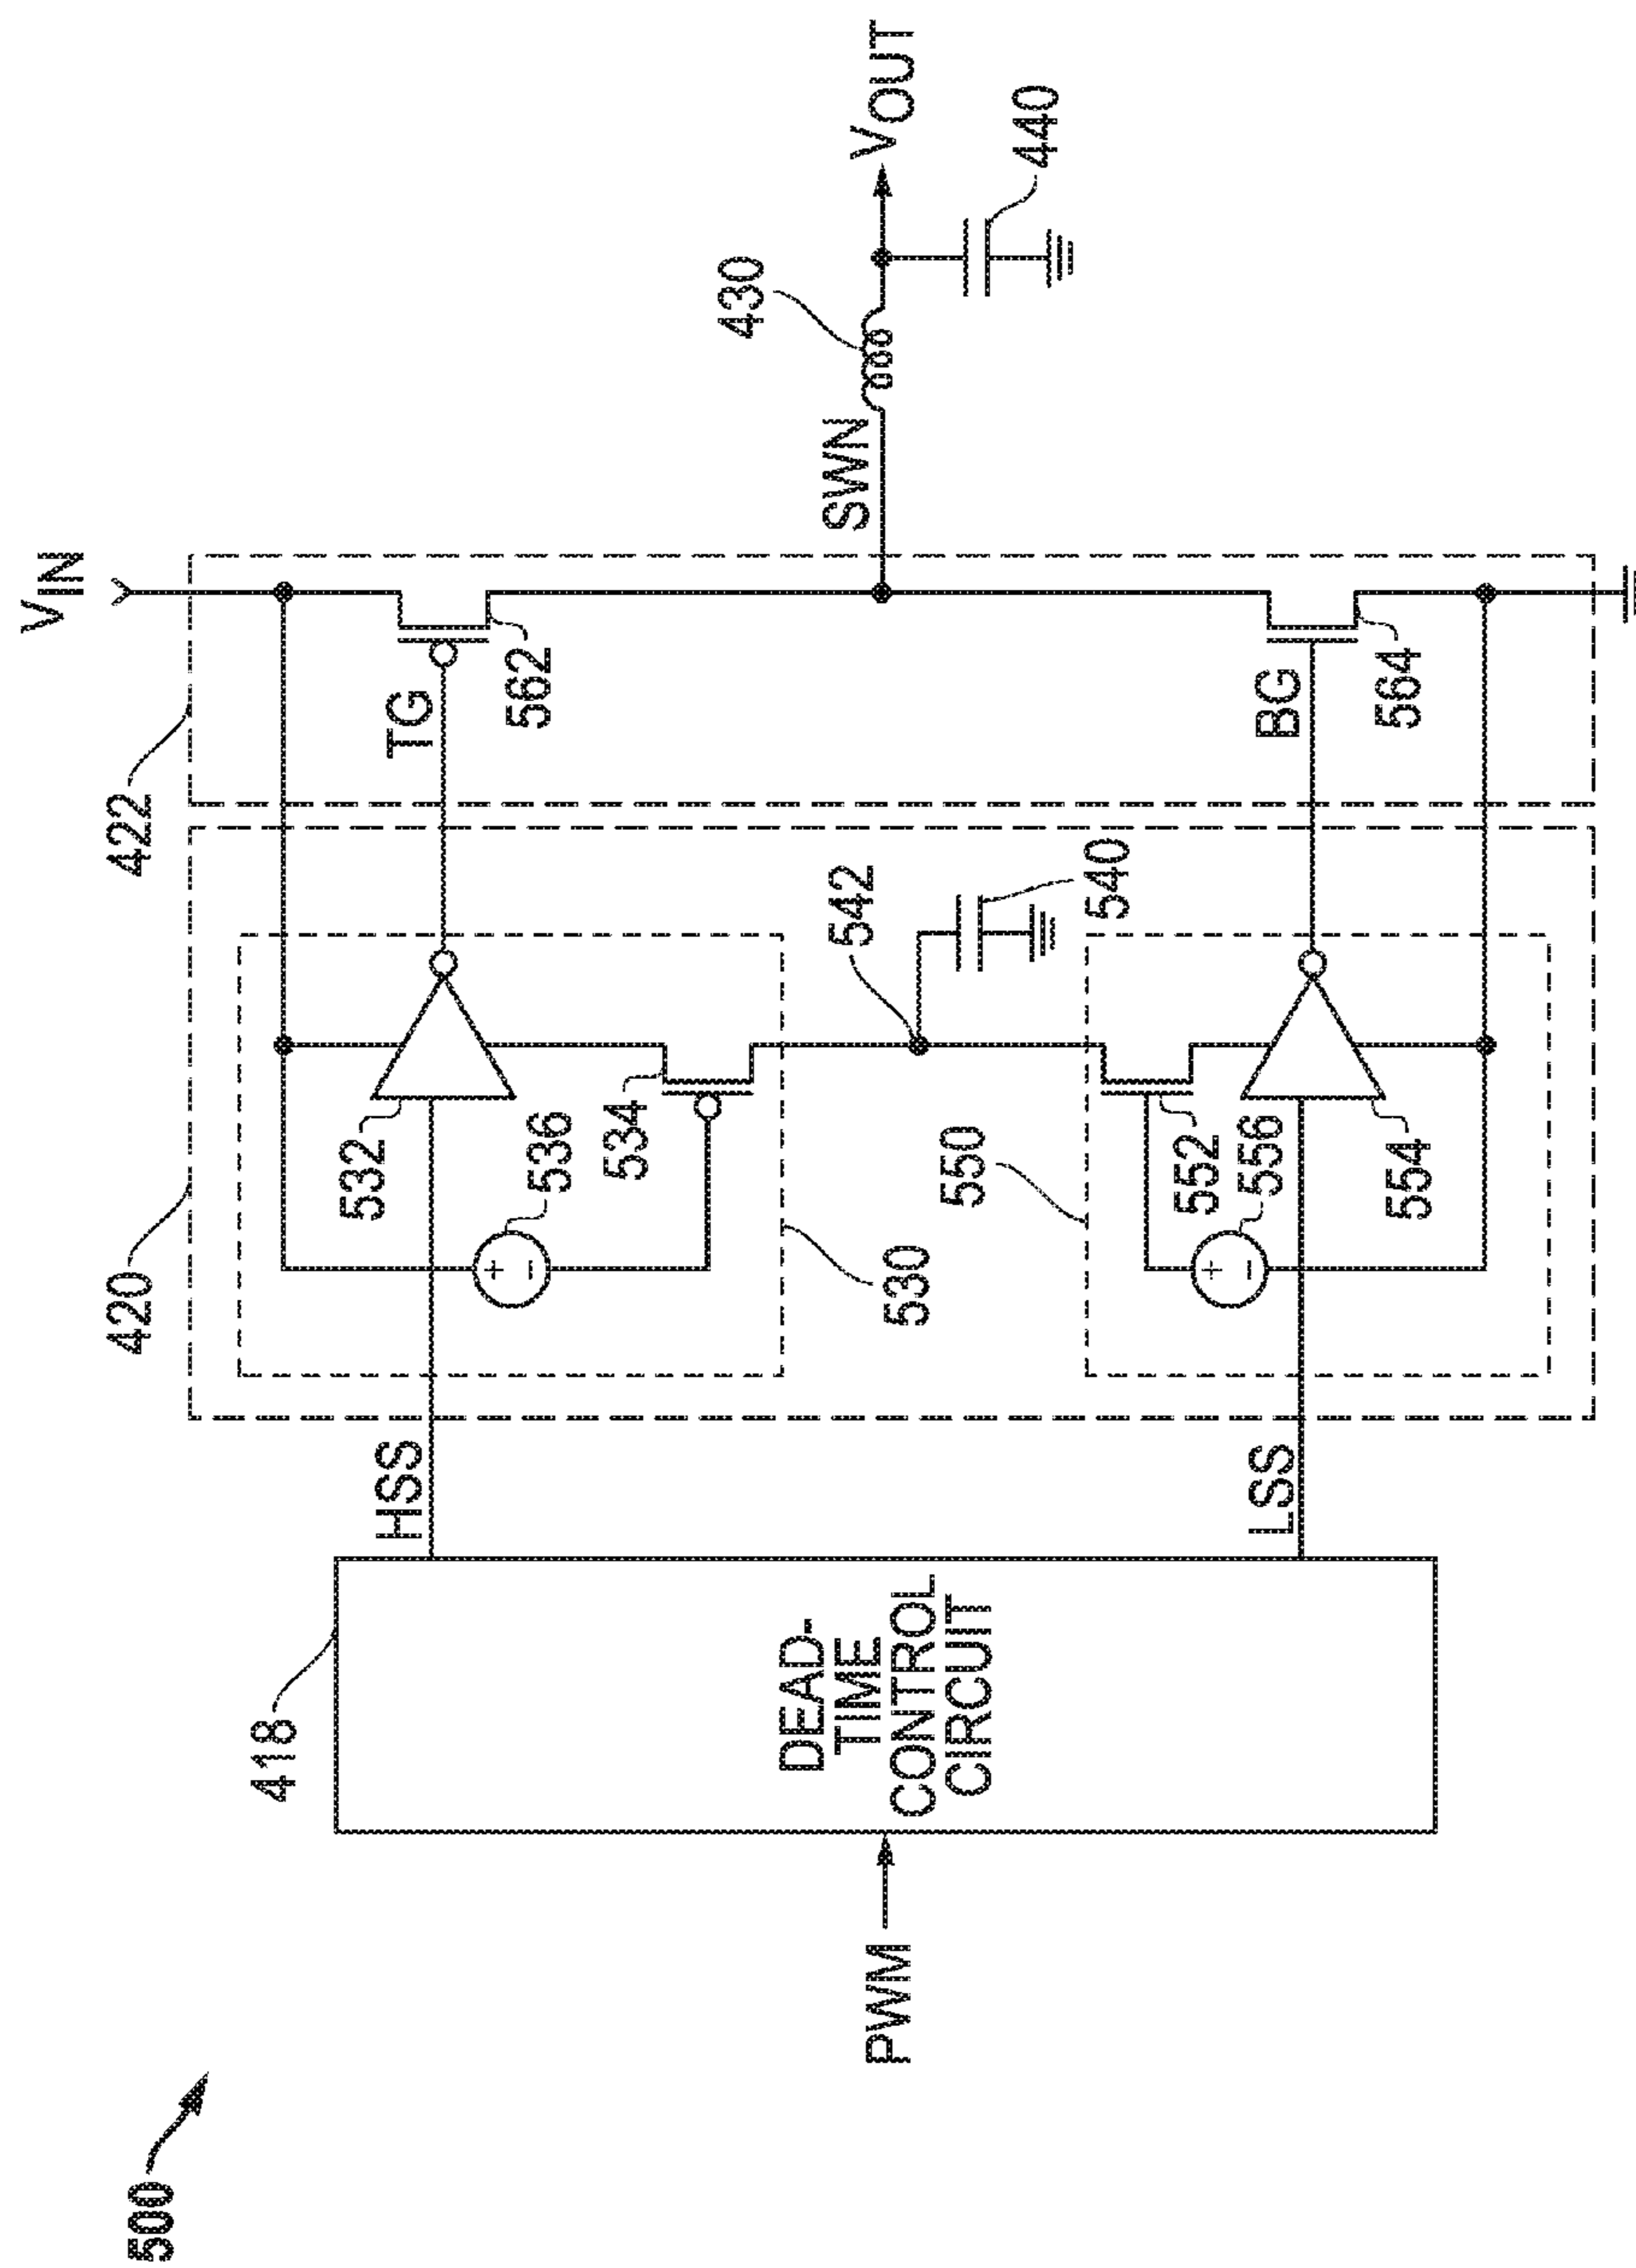 500
PWM
418
DEAD-
TIME
CONTROL
CIRCUIT
HSS
LSS
420
530
550
532
536
534
542
540
552
556
554
422
VIN
TG
562
BG
564
SWN
430
VOUT
440
+
-
+
-